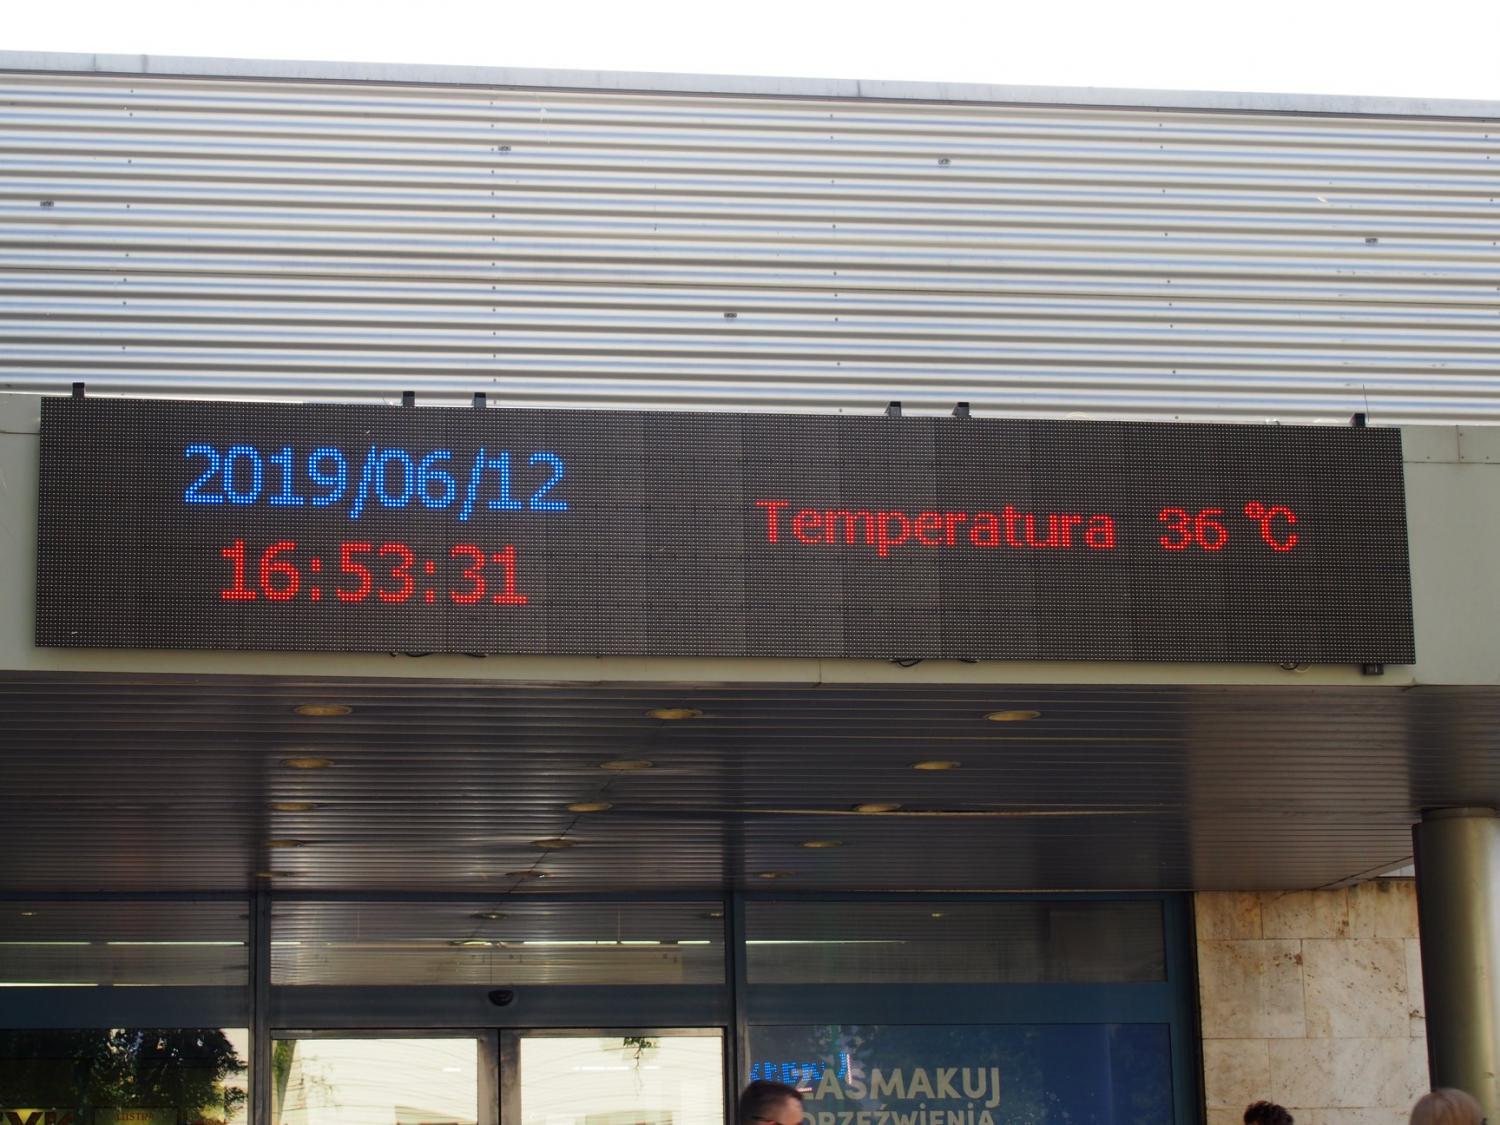 2019/06/12
16:53:31
Temperatura 36 °C
ZASMAKUJ
ORZEŹWIENIA